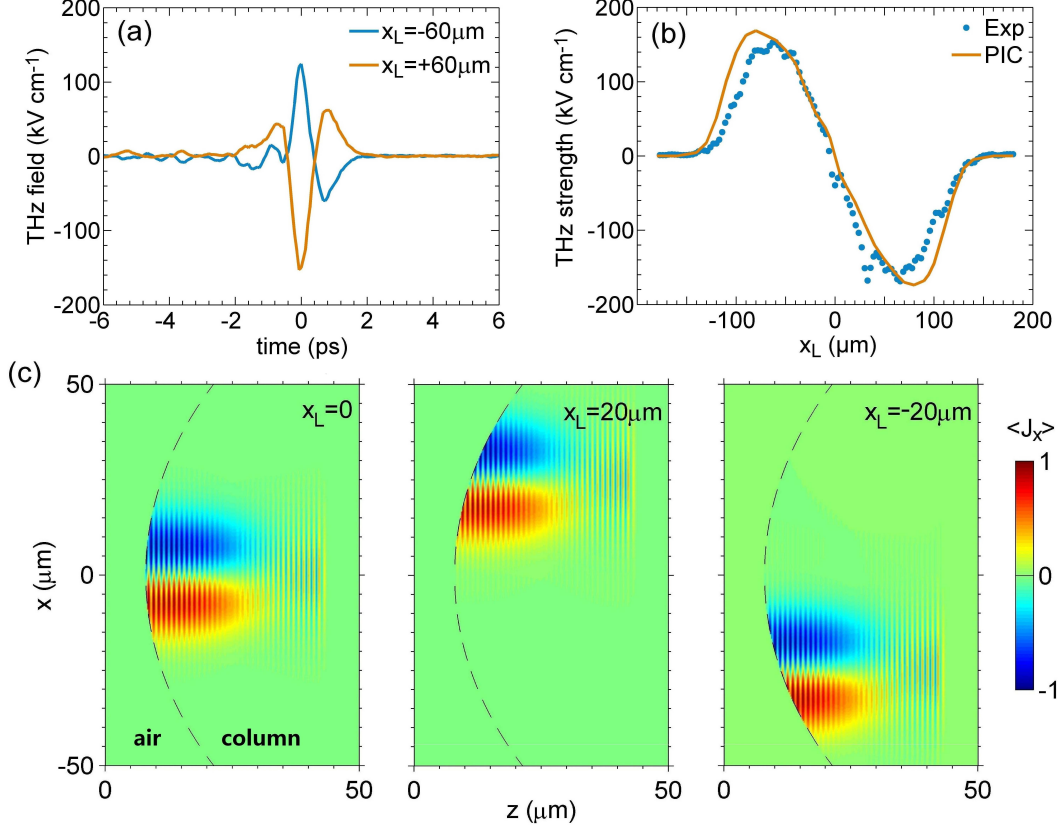 (a)
x_L=-60μm
x_L=+60μm
THz field (kV cm⁻¹)
200
100
0
-100
-200
-6 -4 -2 0 2 4 6
time (ps)
(b)
Exp
PIC
THz strength (kV cm⁻¹)
200
100
0
-100
-200
-100 0 100 200
x_L (μm)
(c)
x (μm)
50
0
-50
x_L=0
air column
0 50
x_L=20μm
0 50
x_L=-20μm
0 50
z (μm)
<J_x>
1
0
-1